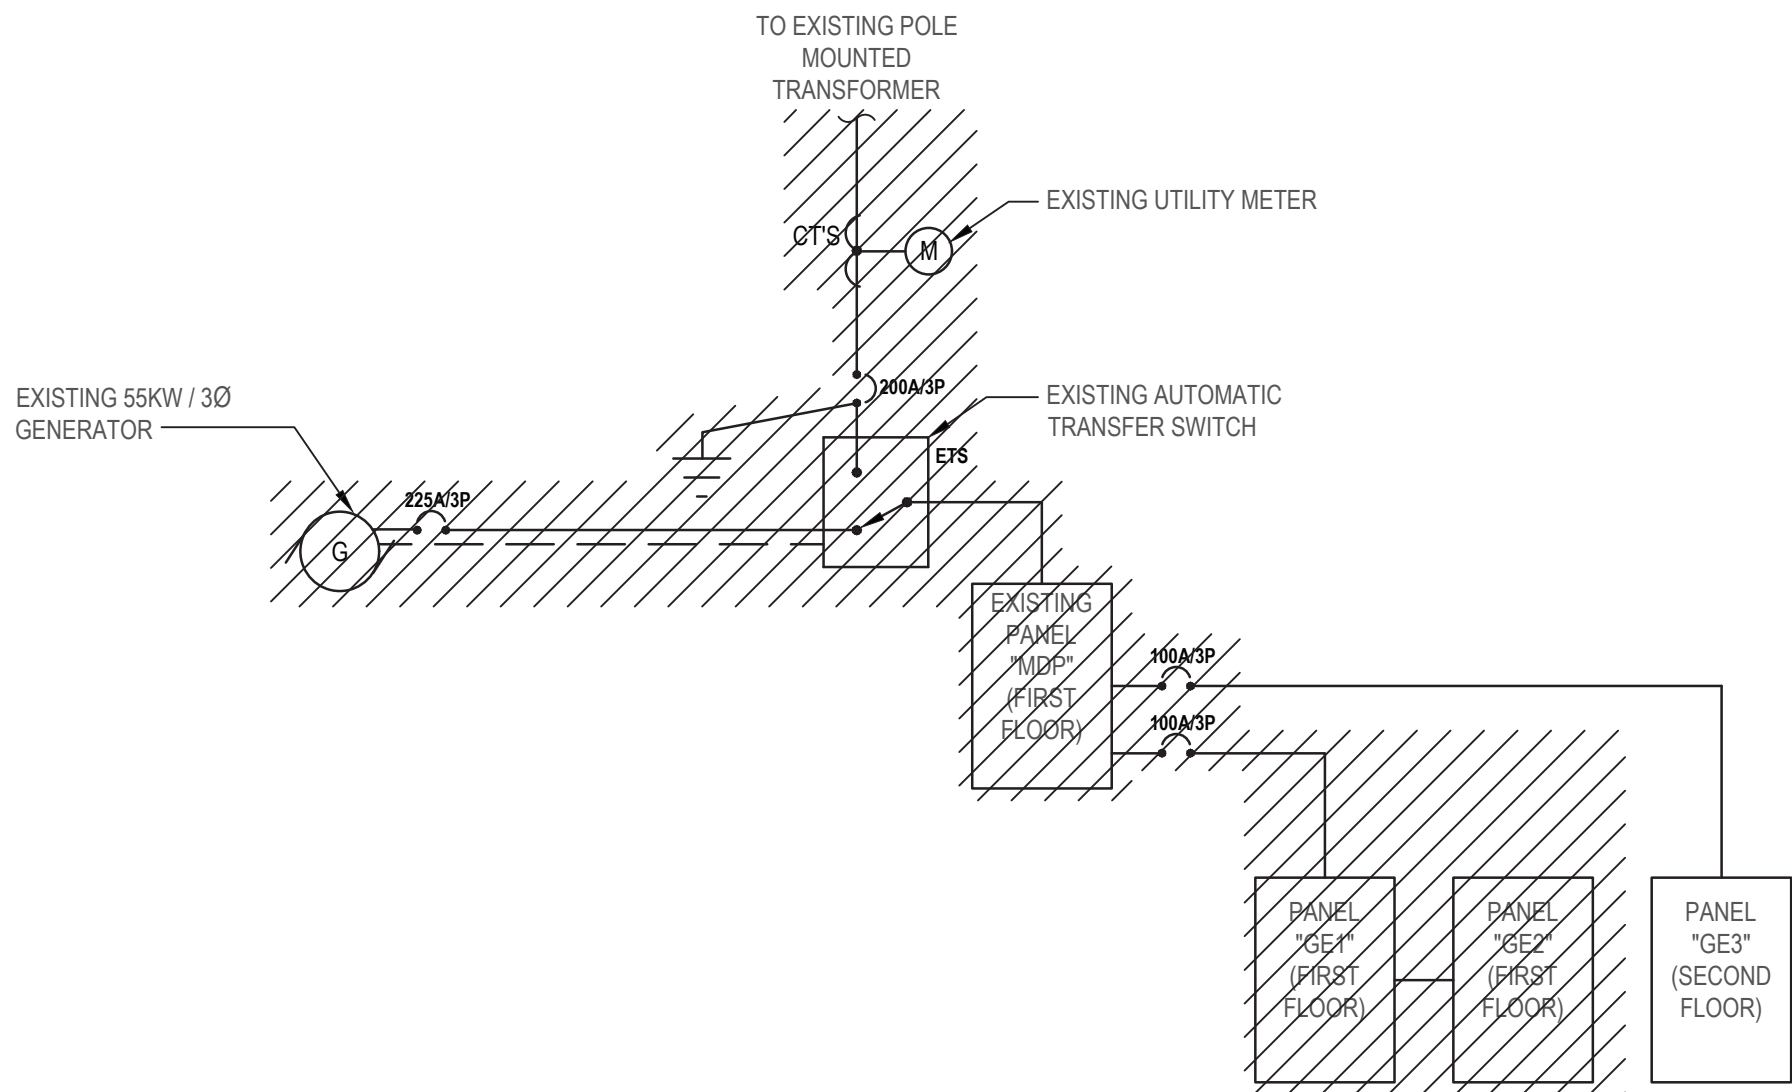 TO EXISTING POLE
MOUNTED
TRANSFORMER
EXISTING UTILITY METER
CT'S
M
200A/3P
EXISTING AUTOMATIC
TRANSFER SWITCH
EXISTING 55KW / 3Ø
GENERATOR
ETS
225A/3P
G
EXISTING
PANEL
"MDP"
(FIRST
FLOOR)
100A/3P
100A/3P
PANEL
"GE1"
(FIRST
FLOOR)
PANEL
"GE2"
(FIRST
FLOOR)
PANEL
"GE3"
(SECOND
FLOOR)